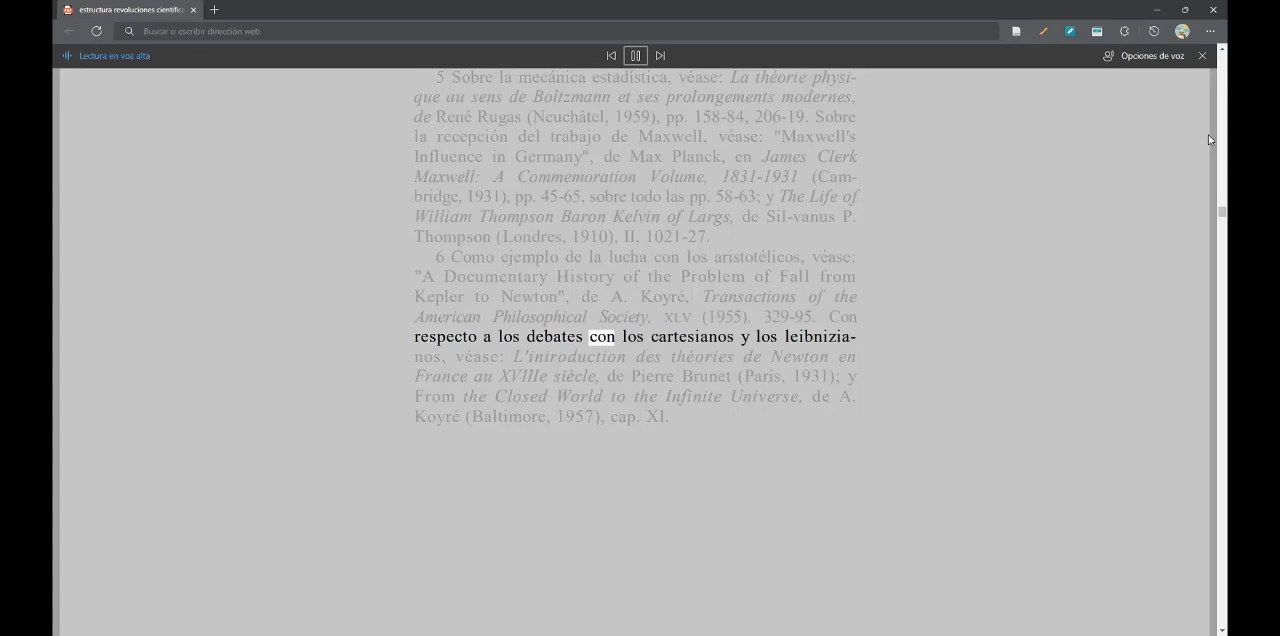 estructura revoluciones cientific
Buscar o escribir dirección web
Lectura en voz alta
Opciones de voz
5 Sobre la mecánica estadística, véase: La théorie physi-
que au sens de Boltzmann et ses prolongements modernes,
de René Rugas (Neuchâtel, 1959), pp. 158-84, 206-19. Sobre
la recepción del trabajo de Maxwell, véase: "Maxwell's
Influence in Germany", de Max Planck, en James Clerk
Maxwell: A Commemoration Volume, 1831-1931 (Cam-
bridge, 1931), pp. 45-65, sobre todo las pp. 58-63; y The Life of
William Thompson Baron Kelvin of Largs, de Sil-vanus P.
Thompson (Londres, 1910), II, 1021-27.
6 Como ejemplo de la lucha con los aristotélicos, véase:
"A Documentary History of the Problem of Fall from
Kepler to Newton", de A. Koyré, Transactions of the
American Philosophical Society, XLV (1955), 329-95. Con
respecto a los debates con los cartesianos y los leibnizia-
nos, véase: L'iniroduction des théories de Newton en
France au XVIIIe siècle, de Pierre Brunet (París, 1931); y
From the Closed World to the Infinite Universe, de A.
Koyré (Baltimore, 1957), cap. XI.